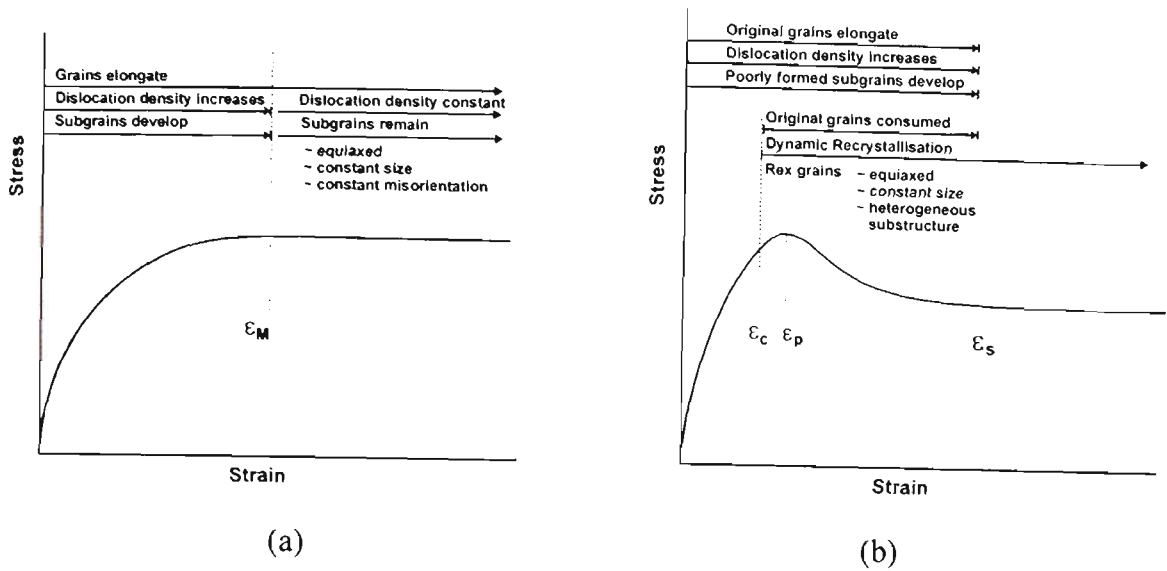 Grains elongate
Dislocation density increases
Dislocation density constant
Subgrains develop
Subgrains remain
~ equiaxed
~ constant size
~ constant misorientation
Stress
εM
Strain
(a)
Original grains elongate
Dislocation density increases
Poorly formed subgrains develop
Original grains consumed
Dynamic Recrystallisation
Rex grains
~ equiaxed
~ constant size
~ heterogeneous
substructure
Stress
εc
εp
εs
Strain
(b)